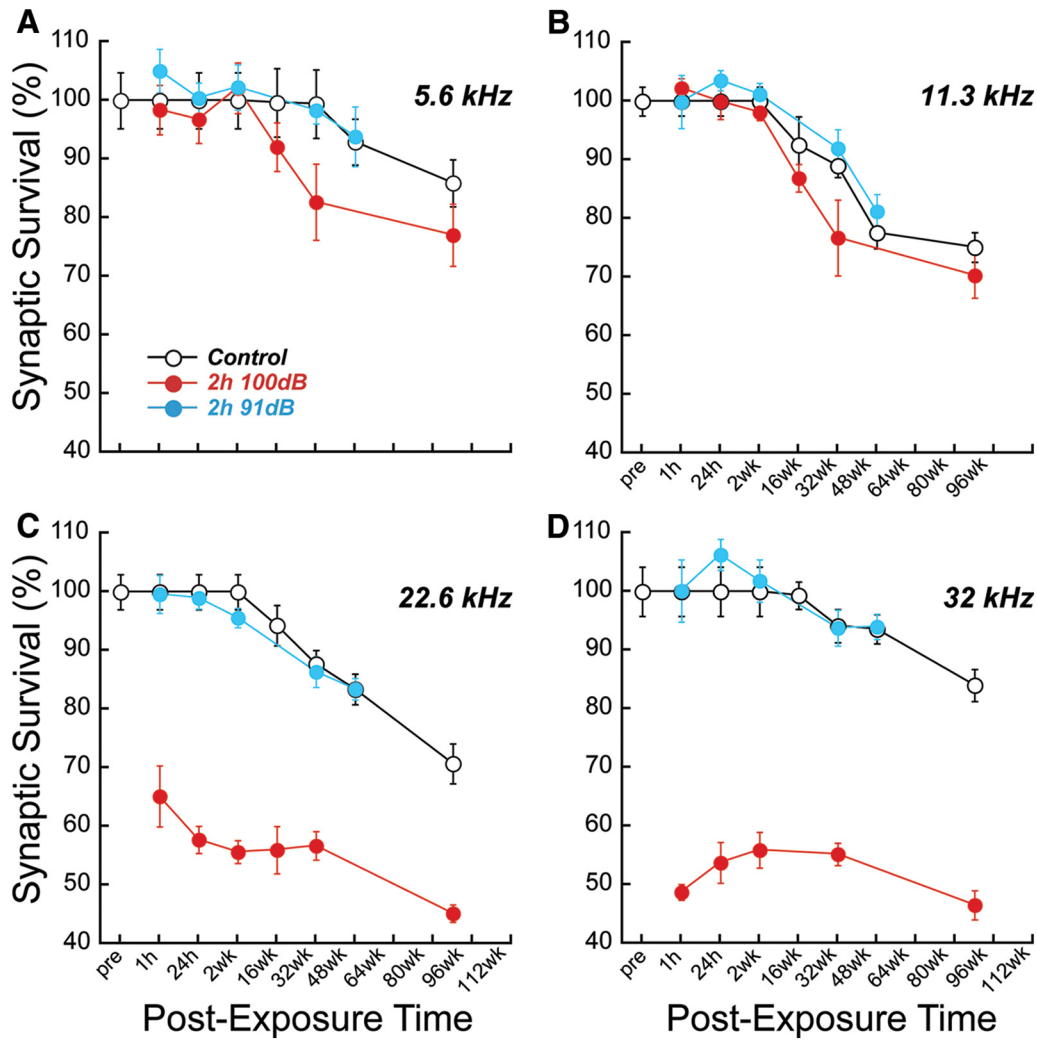 A
110
100
90
80
70
60
50
40
Synaptic Survival (%)
5.6 kHz
Control
2h 100dB
2h 91dB
B
110
100
90
80
70
60
50
40
11.3 kHz
pre
1h
24h
2wk
16wk
32wk
48wk
64wk
80wk
96wk
C
110
100
90
80
70
60
50
40
Synaptic Survival (%)
22.6 kHz
pre
1h
24h
2wk
16wk
32wk
48wk
64wk
80wk
96wk
112wk
Post-Exposure Time
D
110
100
90
80
70
60
50
40
32 kHz
pre
1h
24h
2wk
16wk
32wk
48wk
64wk
80wk
96wk
112wk
Post-Exposure Time